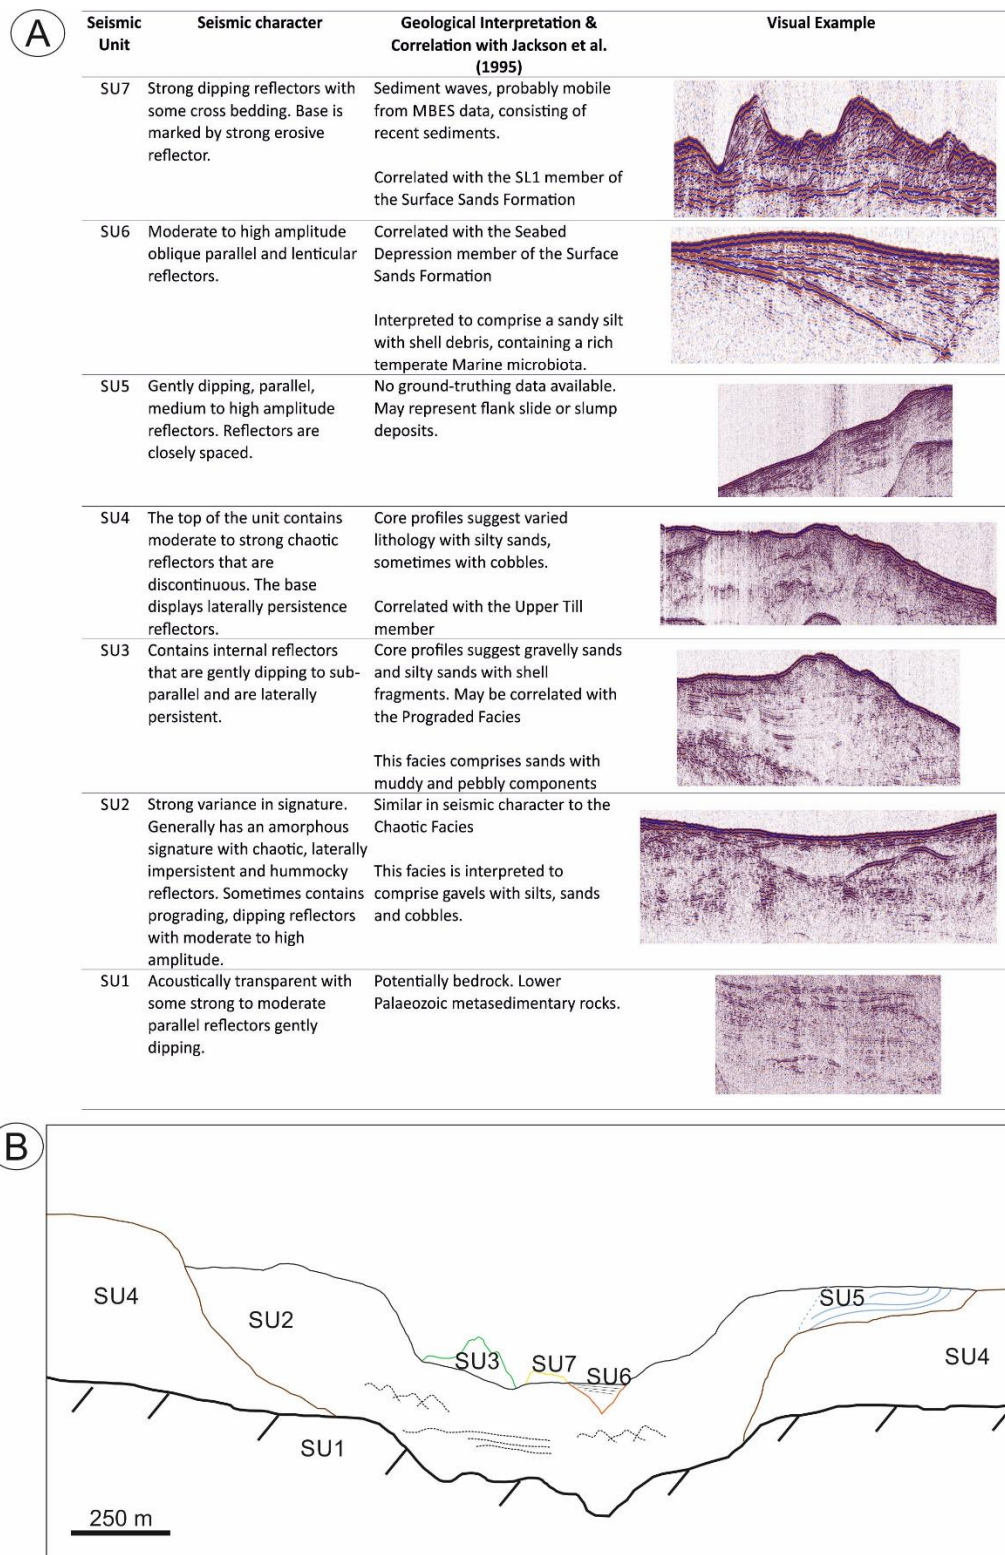 A
Seismic Unit
Seismic character
Geological Interpretation & Correlation with Jackson et al. (1995)
Visual Example
SU7
Strong dipping reflectors with
some cross bedding. Base is
marked by strong erosive
reflector.
Sediment waves, probably mobile
from MBES data, consisting of
recent sediments.
Correlated with the SL1 member of
the Surface Sands Formation
SU6
Moderate to high amplitude
oblique parallel and lenticular
reflectors.
Correlated with the Seabed
Depression member of the Surface
Sands Formation
Interpreted to comprise a sandy silt
with shell debris, containing a rich
temperate Marine microbiota.
SU5
Gently dipping, parallel,
medium to high amplitude
reflectors. Reflectors are
closely spaced.
No ground-truthing data available.
May represent flank slide or slump
deposits.
SU4
The top of the unit contains
moderate to strong chaotic
reflectors that are
discontinuous. The base
displays laterally persistence
reflectors.
Core profiles suggest varied
lithology with silty sands,
sometimes with cobbles.
Correlated with the Upper Till
member
SU3
Contains internal reflectors
that are gently dipping to sub-
parallel and are laterally
persistent.
Core profiles suggest gravelly sands
and silty sands with shell
fragments. May be correlated with
the Prograded Facies
This facies comprises sands with
muddy and pebbly components
SU2
Strong variance in signature.
Generally has an amorphous
signature with chaotic, laterally
impersistent and hummocky
reflectors. Sometimes contains
prograding, dipping reflectors
with moderate to high
amplitude.
Similar in seismic character to the
Chaotic Facies
This facies is interpreted to
comprise gavels with silts, sands
and cobbles.
SU1
Acoustically transparent with
some strong to moderate
parallel reflectors gently
dipping.
Potentially bedrock. Lower
Palaeozoic metasedimentary rocks.
B
SU4
SU2
SU3
SU7
SU6
SU5
SU4
SU1
250 m